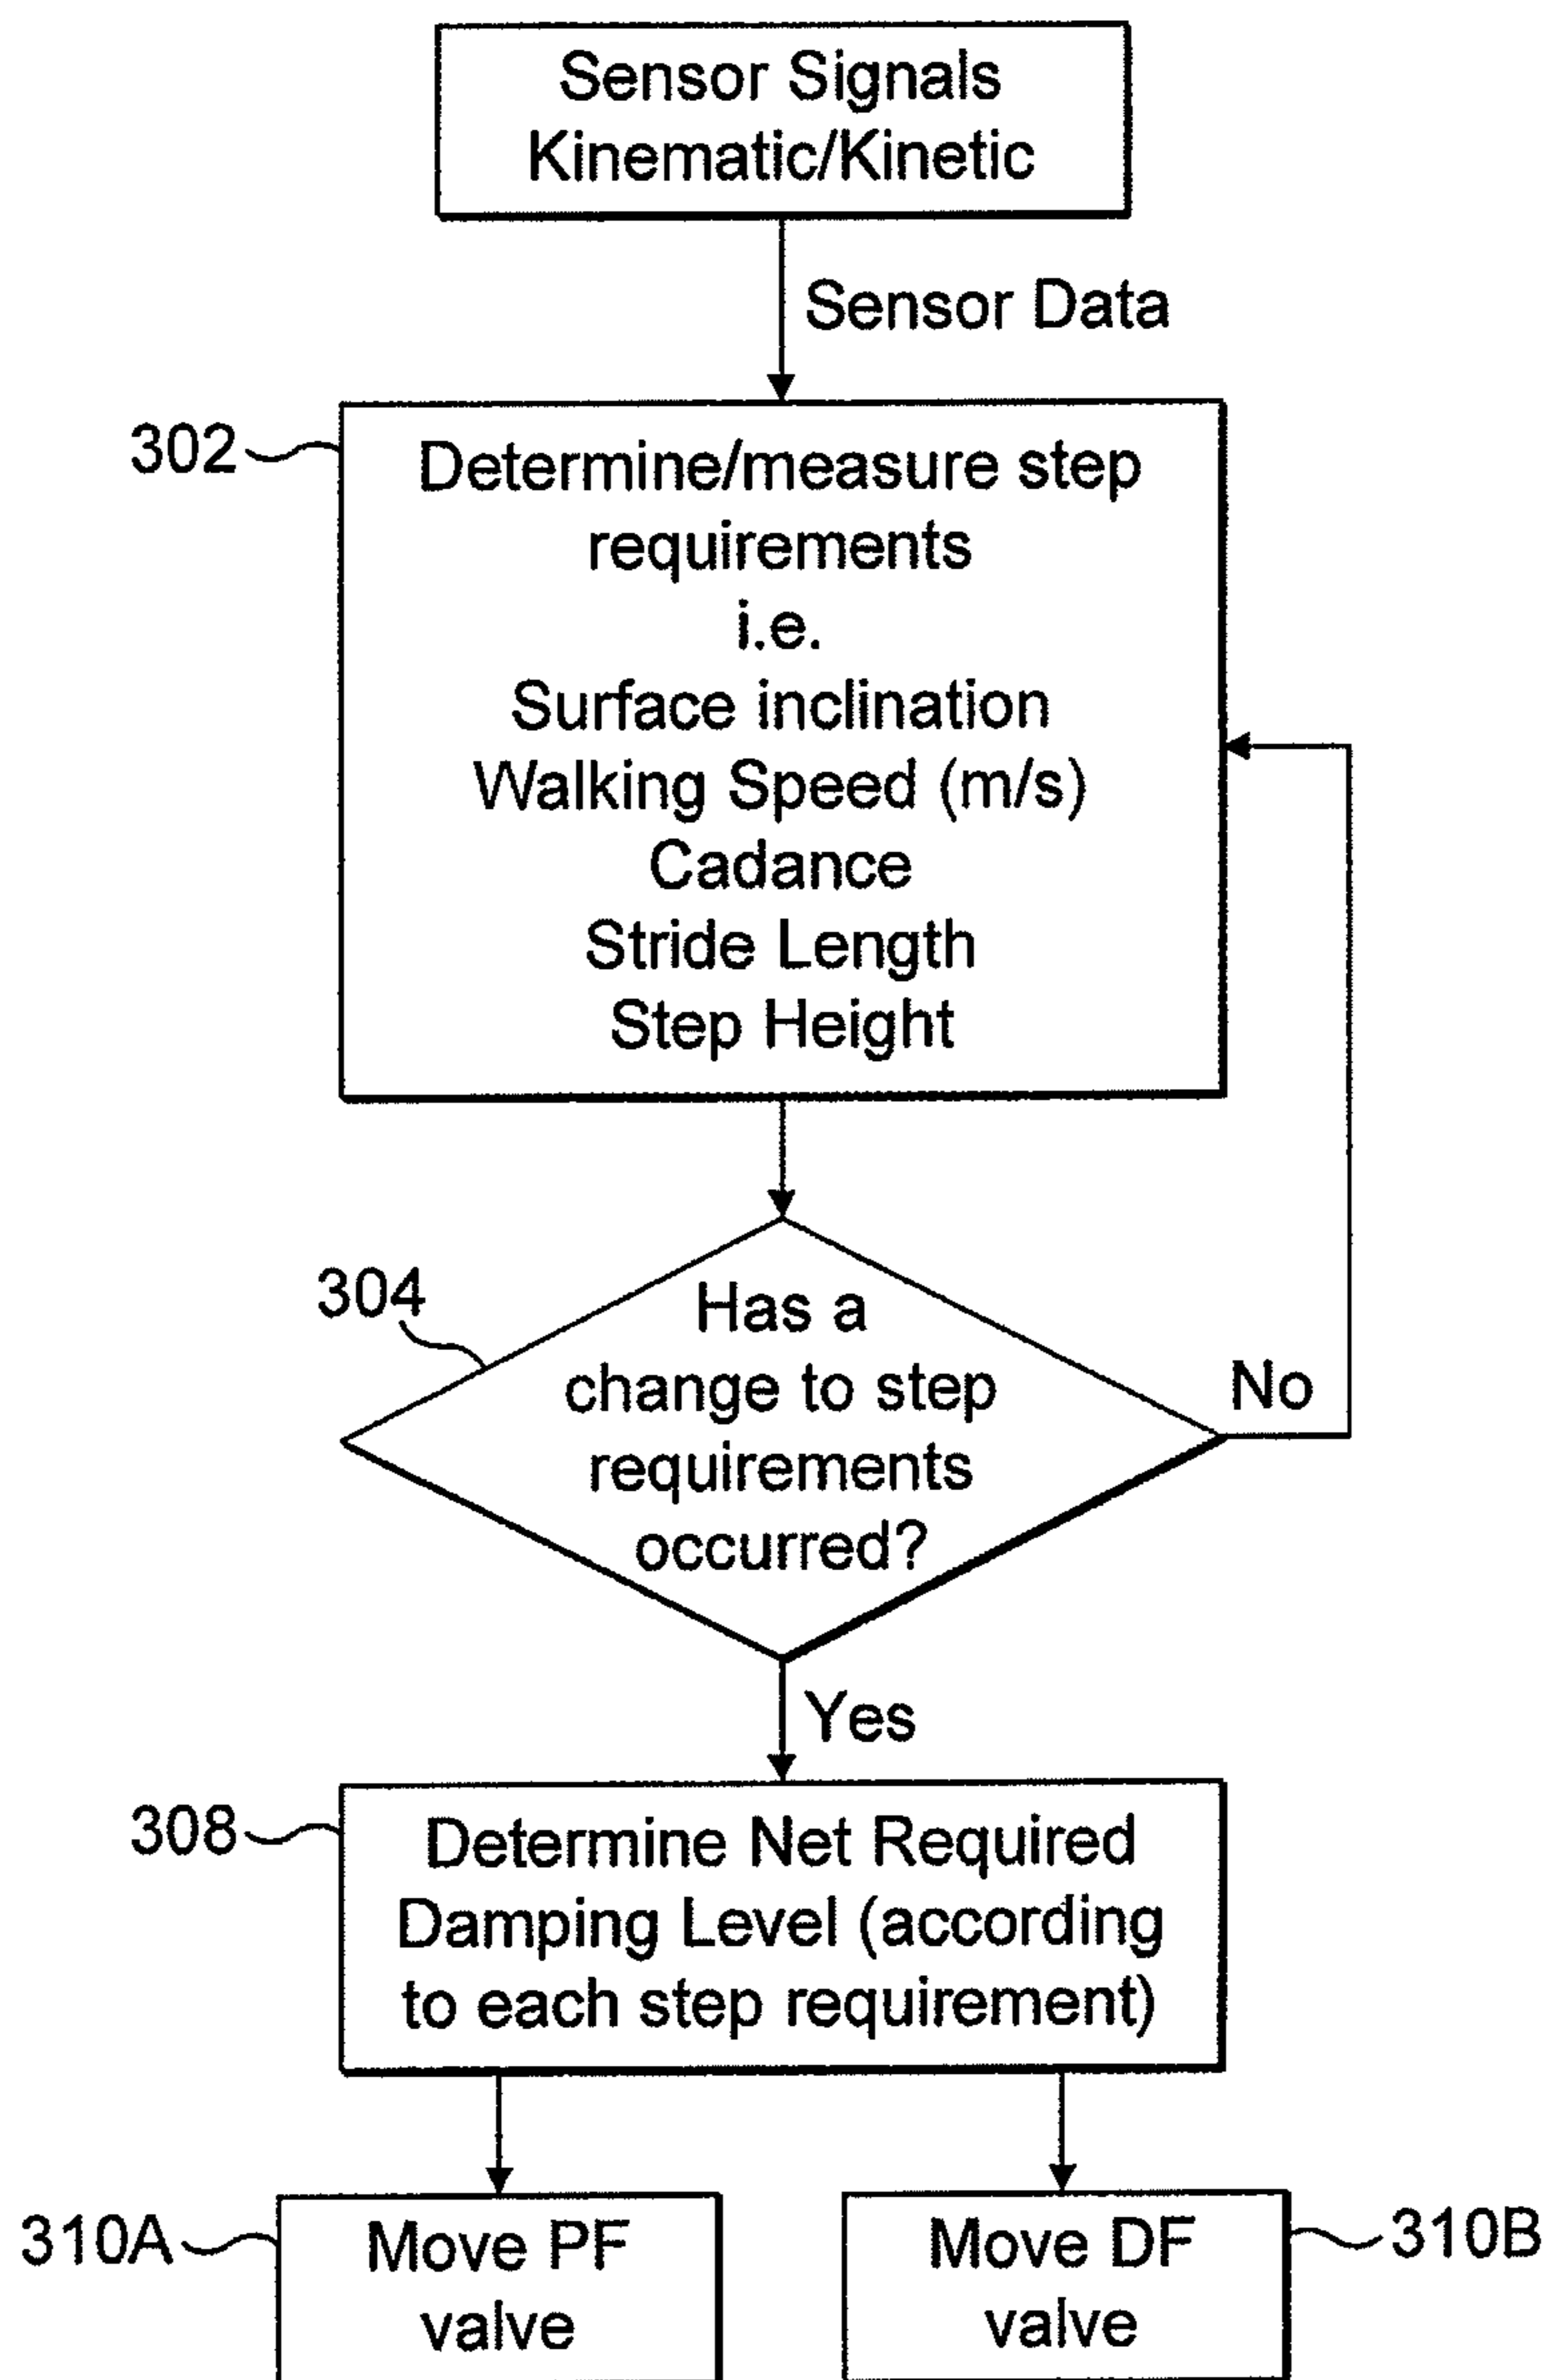 Sensor Signals
Kinematic/Kinetic
Sensor Data
302
Determine/measure step
requirements
i.e.
Surface inclination
Walking Speed (m/s)
Cadance
Stride Length
Step Height
304
Has a
change to step
requirements
occurred?
No
Yes
308
Determine Net Required
Damping Level (according
to each step requirement)
310A
Move PF
valve
Move DF
valve
310B